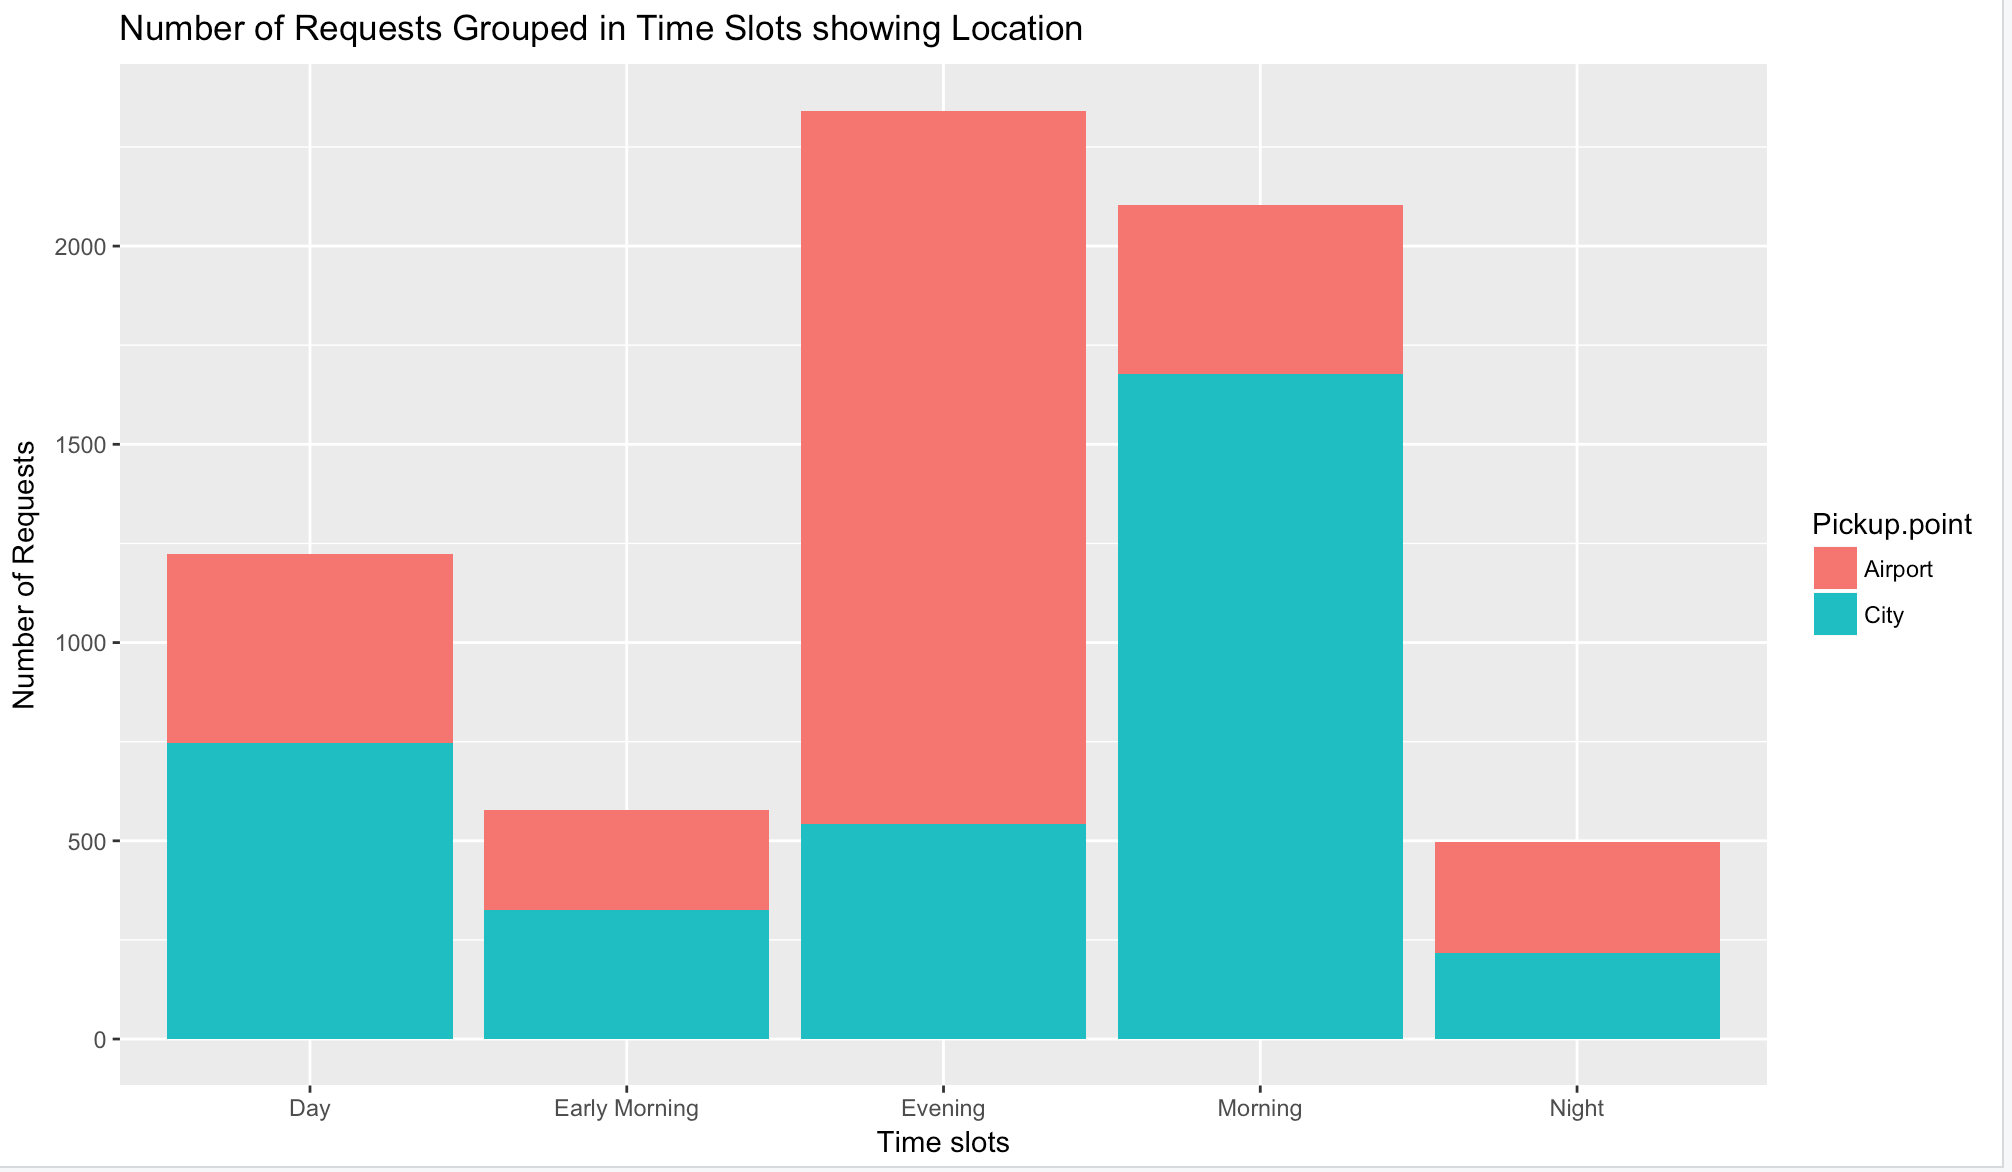 Number of Requests Grouped in Time Slots showing Location
Number of Requests
2000
1500
1000
500
0
Day
Early Morning
Evening
Morning
Night
Time slots
Pickup.point
Airport
City